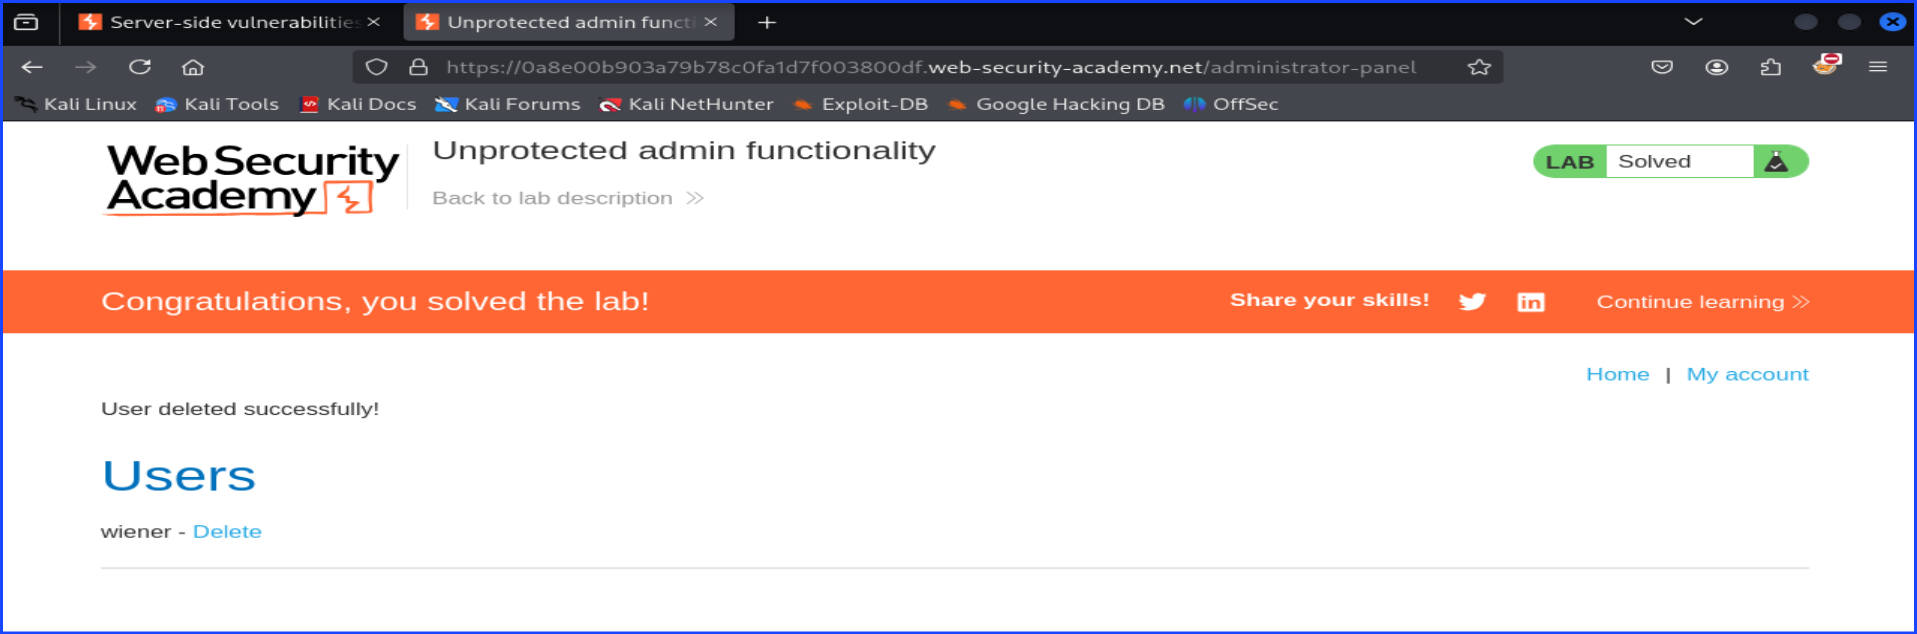 Server-side vulnerabilities
Unprotected admin functi
https://0a8e00b903a79b78c0fa1d7f003800df.web-security-academy.net/administrator-panel
Kali Linux Kali Tools Kali Docs Kali Forums Kali NetHunter Exploit-DB Google Hacking DB OffSec
Web Security
Academy
Unprotected admin functionality
Back to lab description
LAB Solved
Congratulations, you solved the lab!
Share your skills!
in
Continue learning
Home | My account
User deleted successfully!
Users
wiener - Delete